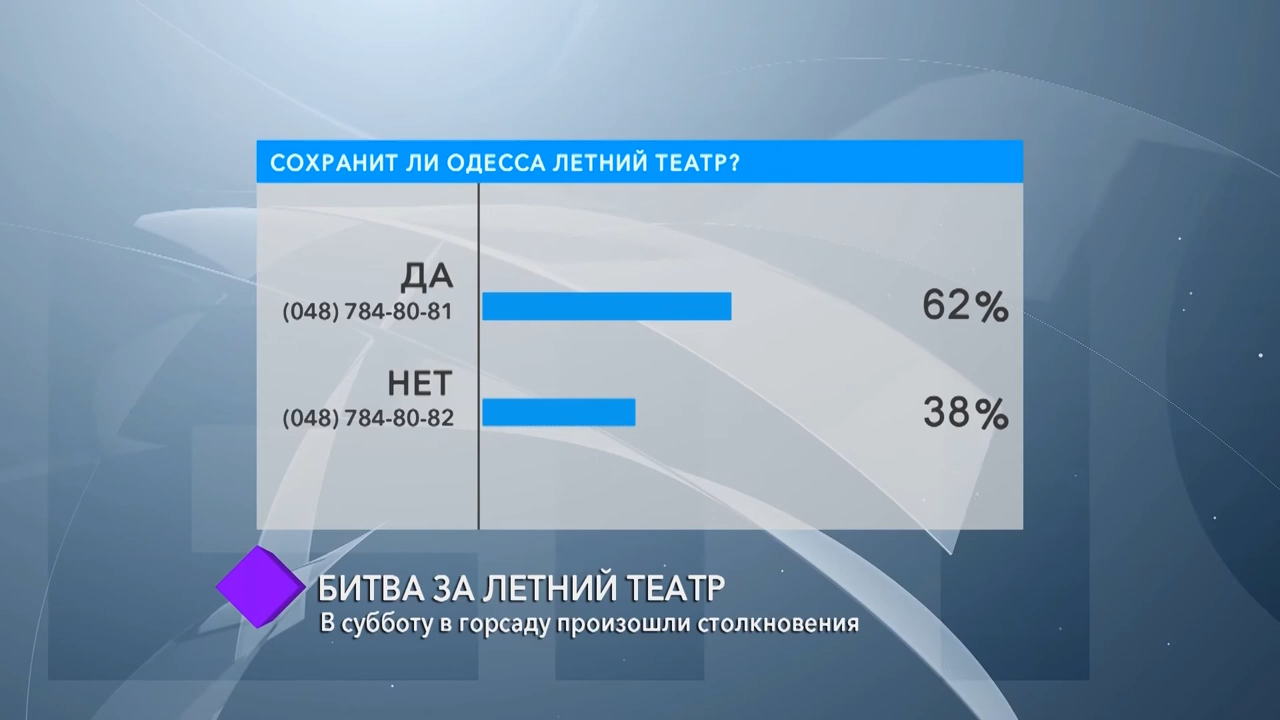 СОХРАНИТ ЛИ ОДЕССА ЛЕТНИЙ ТЕАТР?
ДА
(048) 784-80-81
62%
НЕТ
(048) 784-80-82
38%
БИТВА ЗА ЛЕТНИЙ ТЕАТР
В субботу в горсаду произошли столкновения